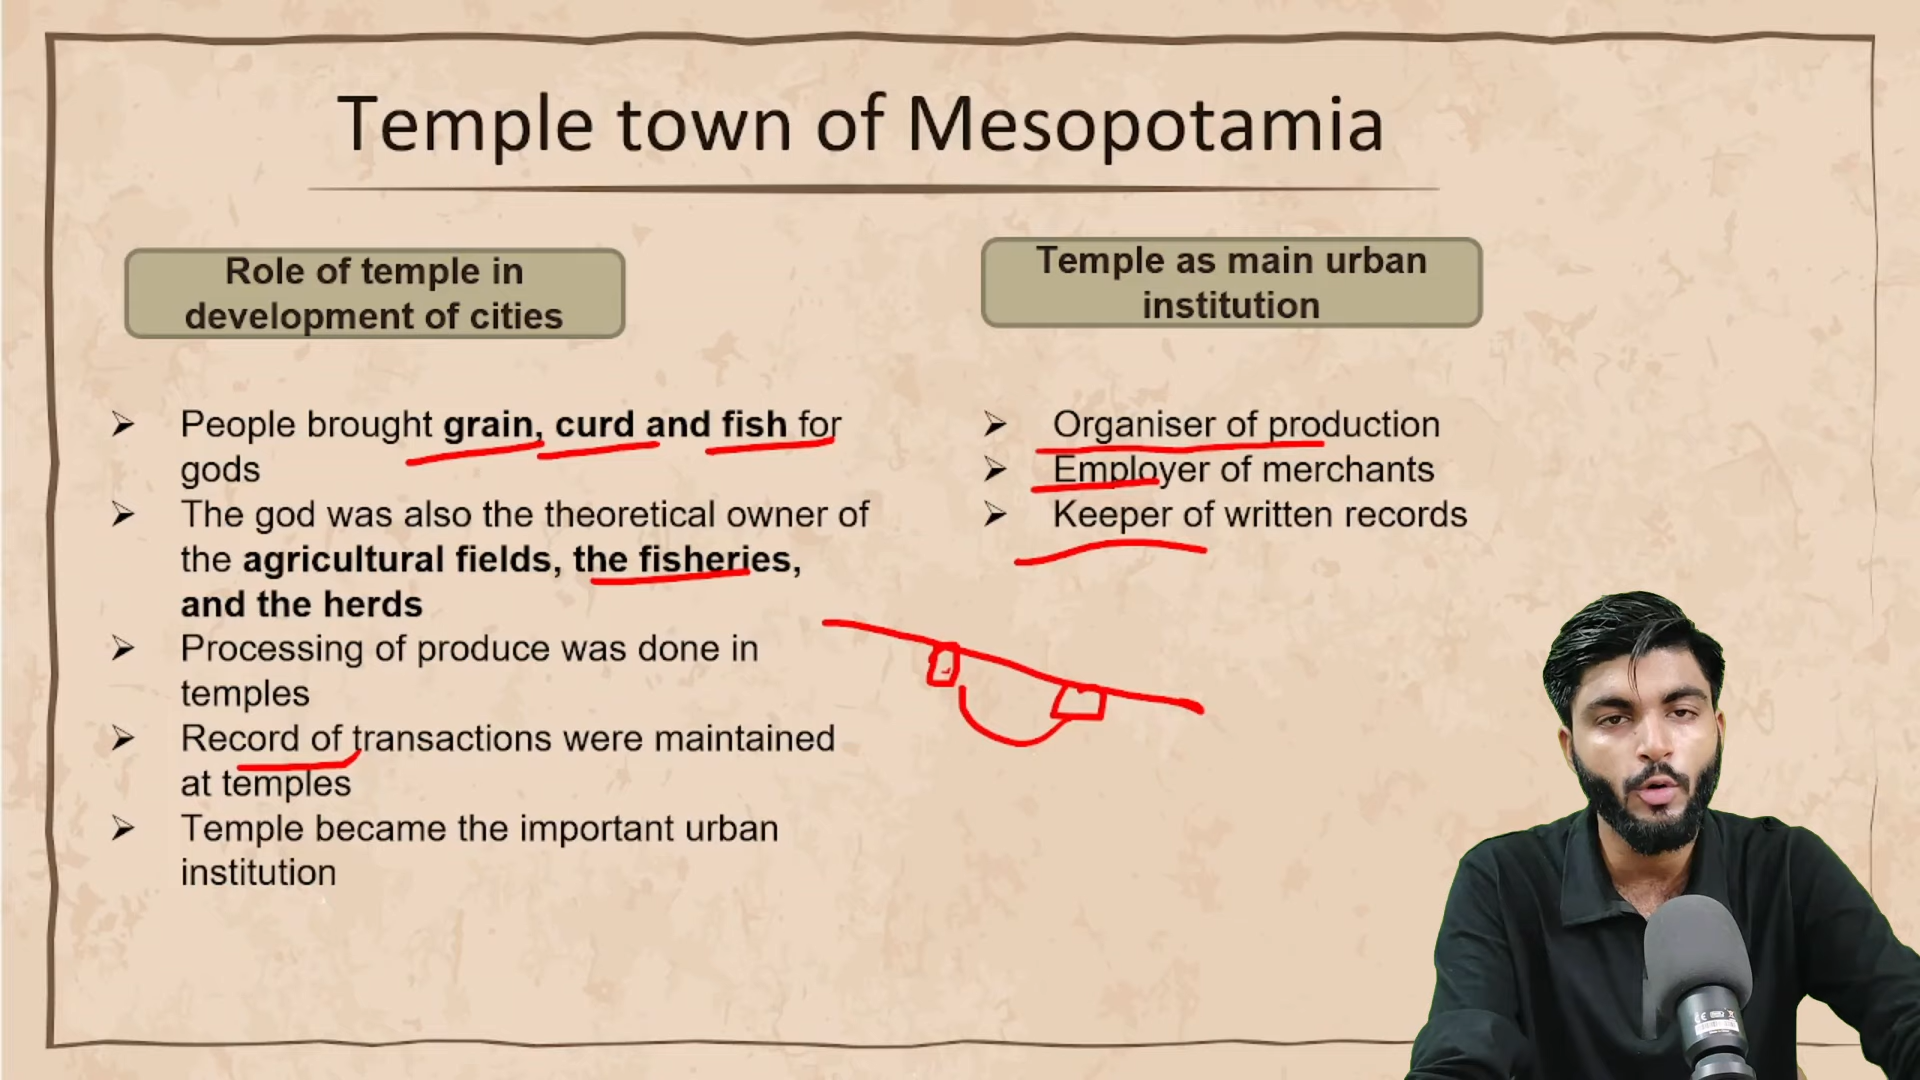 Temple town of Mesopotamia
Role of temple in
development of cities
People brought grain, curd and fish for
gods
The god was also the theoretical owner of
the agricultural fields, the fisheries,
and the herds
Processing of produce was done in
temples
Record of transactions were maintained
at temples
Temple became the important urban
institution
Temple as main urban
institution
Organiser of production
Employer of merchants
Keeper of written records